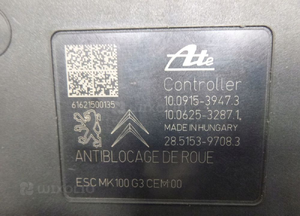 Ate
Controller
61621500135
10.0915-3947.3
10.0625-3287.1.
MADE IN HUNGARY
28.5153-9708.3
ANTIBLOCAGE DE ROUE
ESC MK100 G3 CEM 00